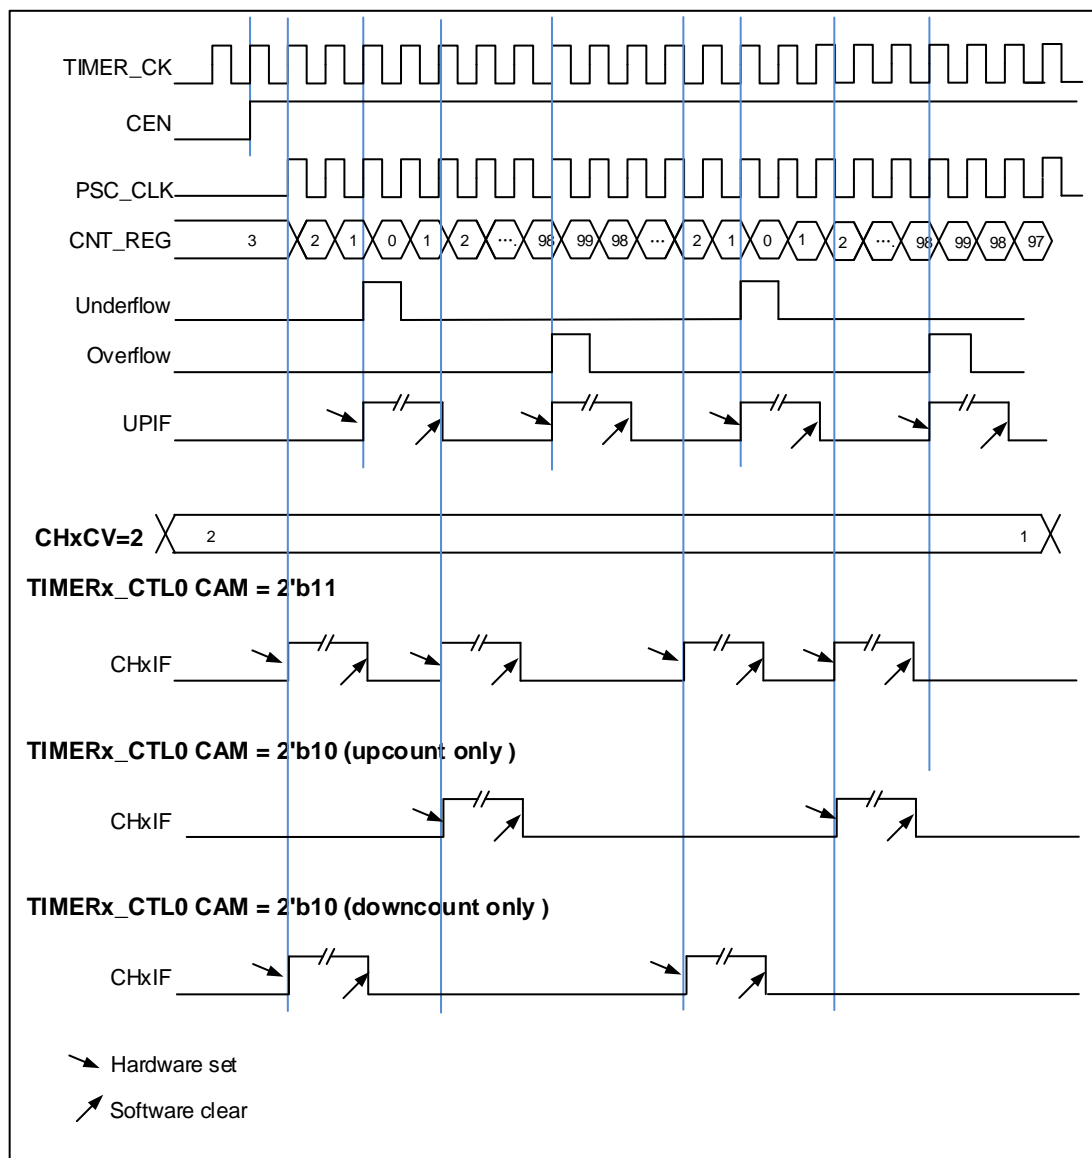 TIMER_CK
CEN
PSC_CLK
CNT_REG 3 2 1 0 1 2 .... 98 99 98 ... 2 1 0 1 2 .... 98 99 98 97
Underflow
Overflow
UPIF
CHxCV=2 2 1
TIMERx_CTL0 CAM = 2'b11
CHxIF
TIMERx_CTL0 CAM = 2'b10 (upcount only )
CHxIF
TIMERx_CTL0 CAM = 2'b10 (downcount only )
CHxIF
Hardware set
Software clear